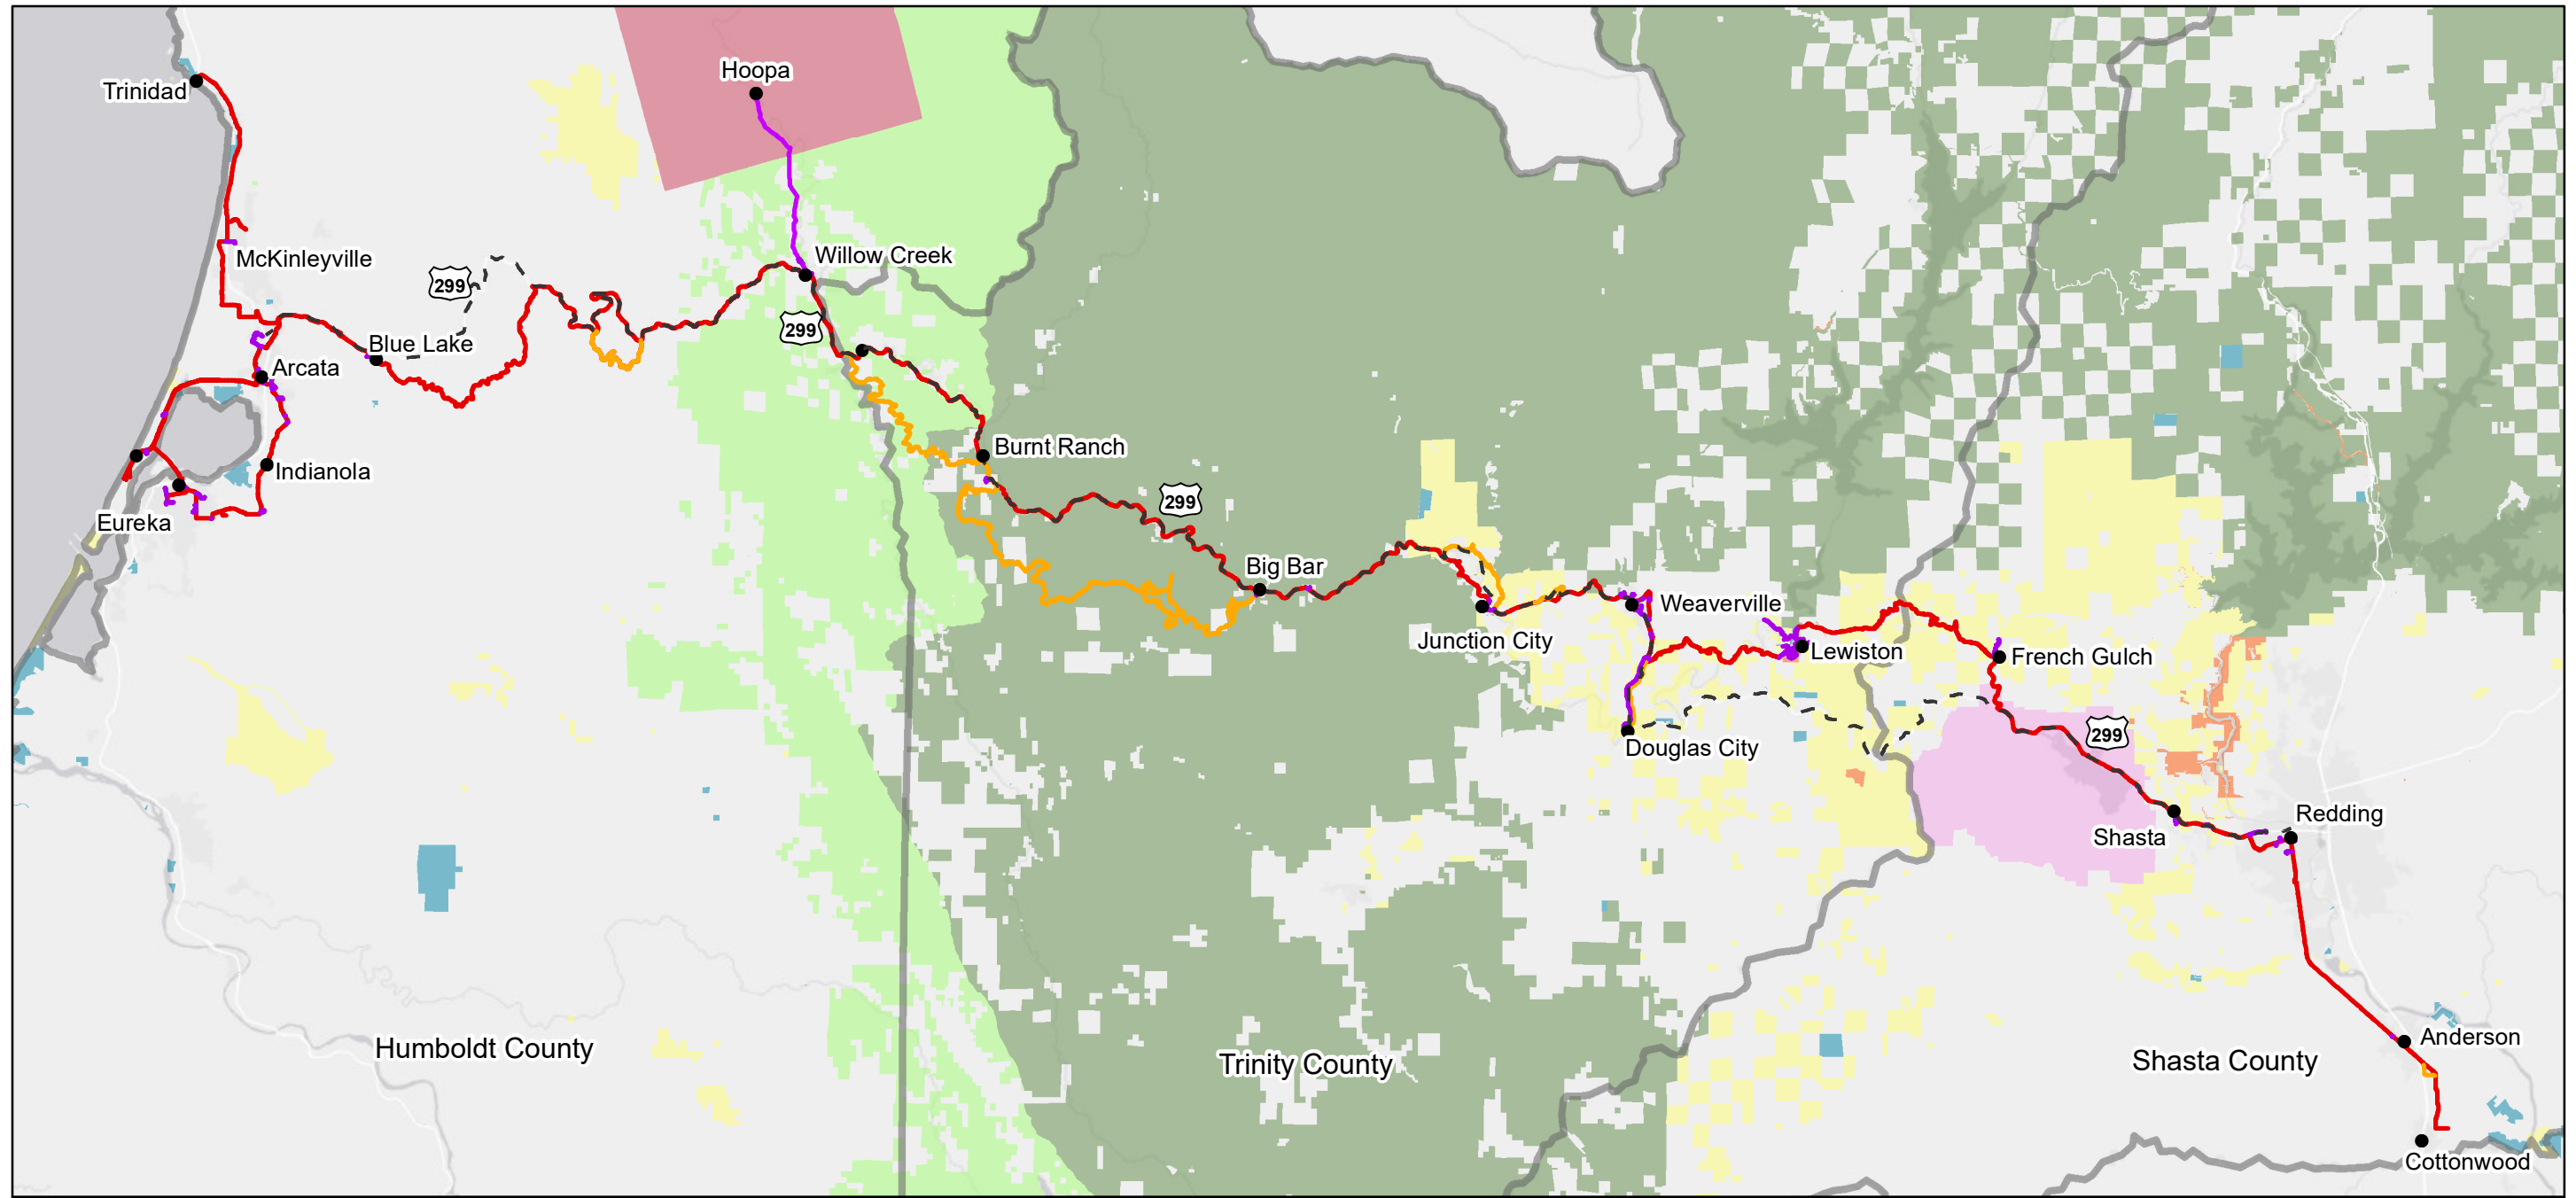 Hoopa
Trinidad
Willow Creek
McKinleyville
299
299
Blue Lake
Arcata
Burnt Ranch
Indianola
299
Eureka
Big Bar
Weaverville
Junction City
Lewiston
French Gulch
299
Douglas City
Redding
Shasta
Anderson
Humboldt County
Trinity County
Shasta County
Cottonwood